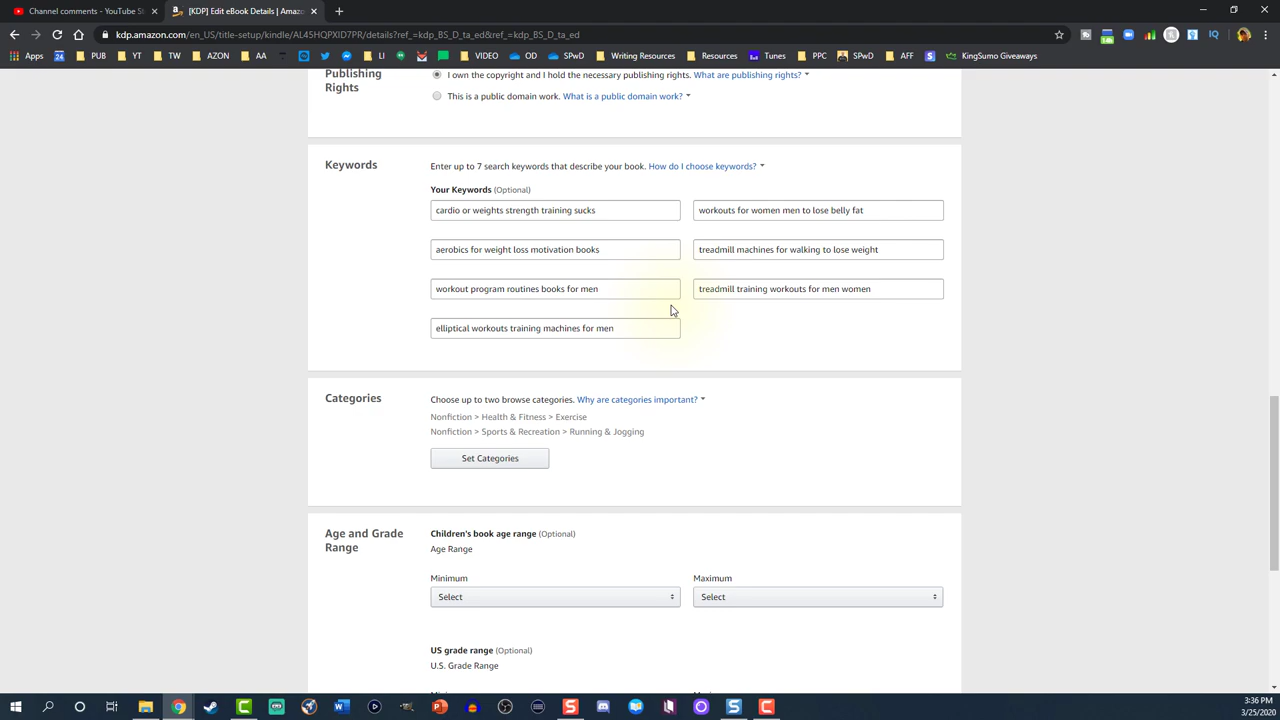 Channel comments - YouTube S
[KDP] Edit eBook Details | Amazo
kdp.amazon.com/en_US/title-setup/kindle/AL45HQPXID7PR/details?ref_=kdp_BS_D_ta_ed&ref=kdp_BS_D_ta_ed
Apps PUB YT TW AZON AA LI VIDEO OD SPwD Writing Resources Resources Tunes PPC SPwD AFF KingSumo Giveaways
Publishing Rights
I own the copyright and I hold the necessary publishing rights. What are publishing rights?
This is a public domain work. What is a public domain work?
Keywords
Enter up to 7 search keywords that describe your book. How do I choose keywords?
Your Keywords (Optional)
cardio or weights strength training sucks
workouts for women men to lose belly fat
aerobics for weight loss motivation books
treadmill machines for walking to lose weight
workout program routines books for men
treadmill training workouts for men women
elliptical workouts training machines for men
Categories
Choose up to two browse categories. Why are categories important?
Nonfiction > Health & Fitness > Exercise
Nonfiction > Sports & Recreation > Running & Jogging
Set Categories
Age and Grade Range
Children's book age range (Optional)
Age Range
Minimum
Maximum
Select
Select
US grade range (Optional)
U.S. Grade Range
3:36 PM
3/25/2020